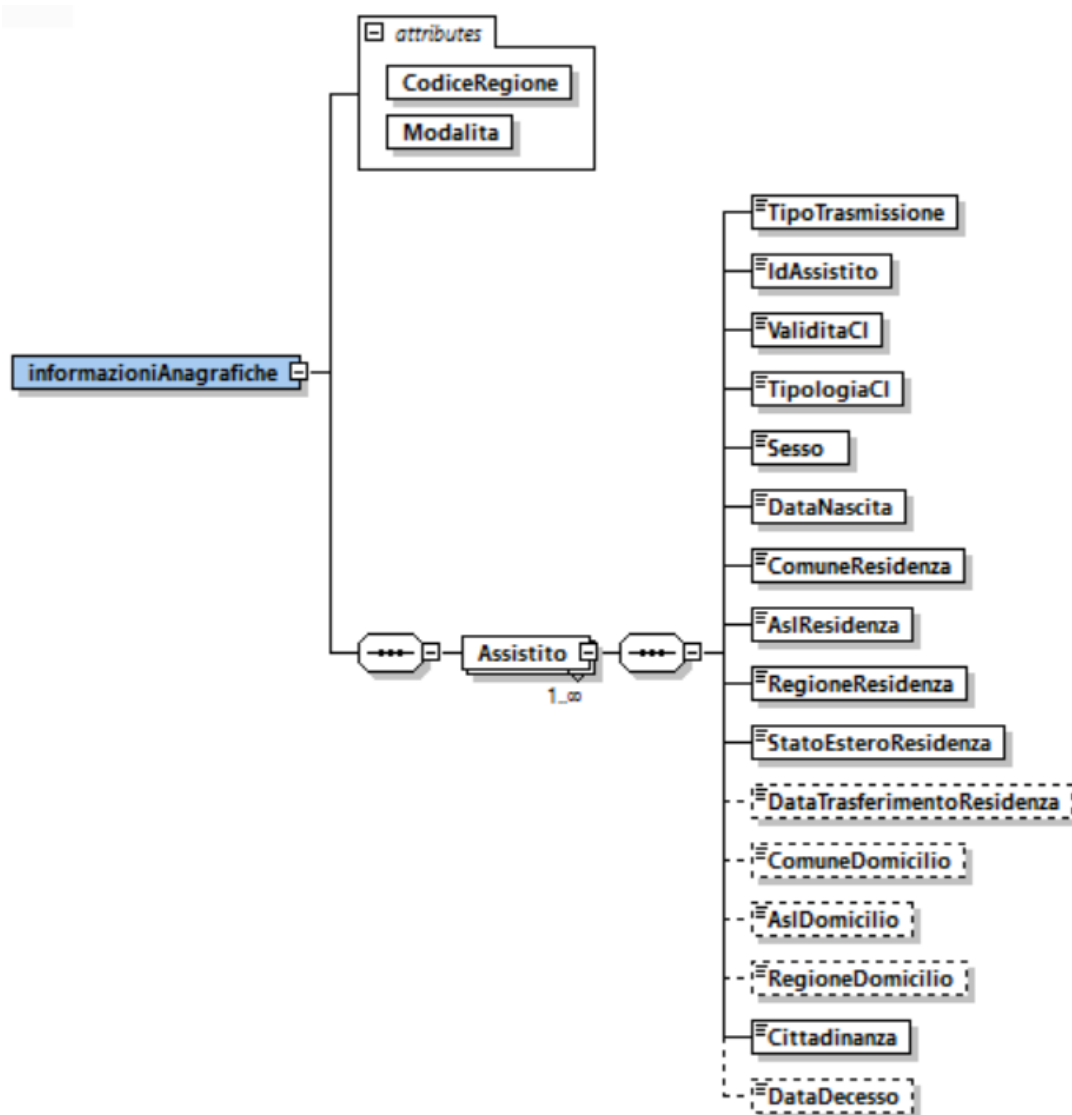 attributes
CodiceRegione
Modalita
TipoTrasmissione
IdAssistito
ValiditaCI
informazioniAnagrafiche
TipologiaCI
Sesso
DataNascita
ComuneResidenza
AslResidenza
Assistito
1..∞
RegioneResidenza
StatoEsteroResidenza
DataTrasferimentoResidenza
ComuneDomicilio
AslDomicilio
RegioneDomicilio
Cittadinanza
DataDecesso